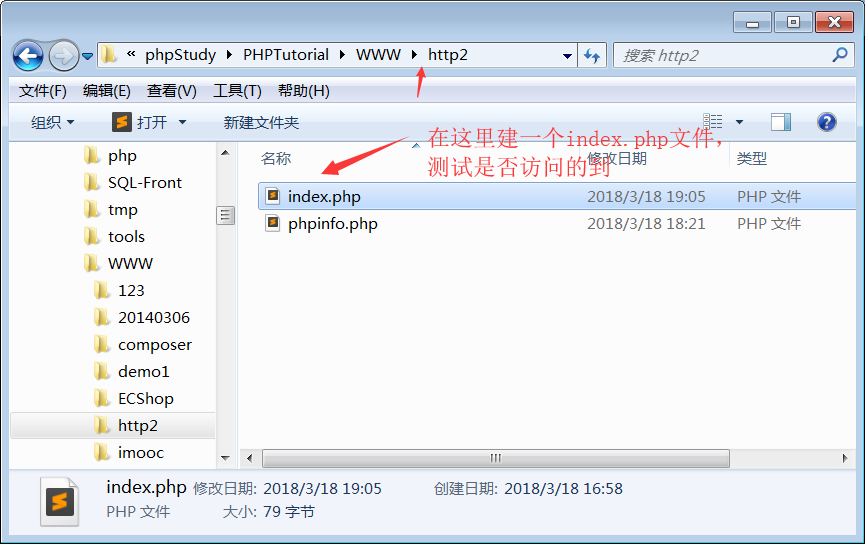 « phpStudy PHPTutorial WWW http2
搜索 http2
文件(F) 编辑(E) 查看(V) 工具(T) 帮助(H)
组织 打开 新建文件夹
在这里建一个index.php文件，
测试是否访问的到
名称 修改日期 类型
php
SQL-Front
tmp
tools
WWW
123
20140306
composer
demo1
ECShop
http2
imooc
index.php 2018/3/18 19:05 PHP 文件
phpinfo.php 2018/3/18 18:21 PHP 文件
index.php 修改日期: 2018/3/18 19:05 创建日期: 2018/3/18 16:58
PHP 文件 大小: 79 字节